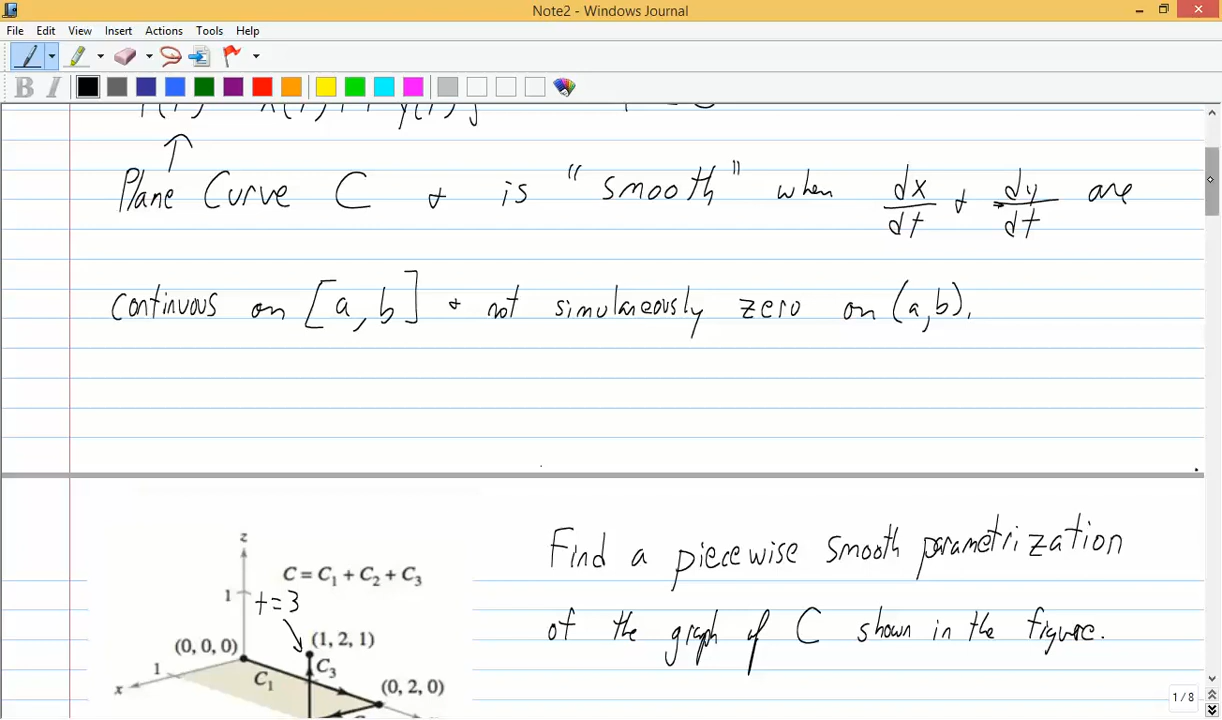 Note2 - Windows Journal
File Edit View Insert Actions Tools Help
B I
Plane Curve C & is "smooth" when dx/dt & dy/dt are
continuous on [a, b] & not simulaneously zero on (a,b).
Find a piecewise smooth parametrization
of the graph of C shown in the figure.
z
C = C₁ + C₂ + C₃
1 t=3
(0, 0, 0) (1, 2, 1)
1 C₃
x C₁ (0, 2, 0)
1 / 8